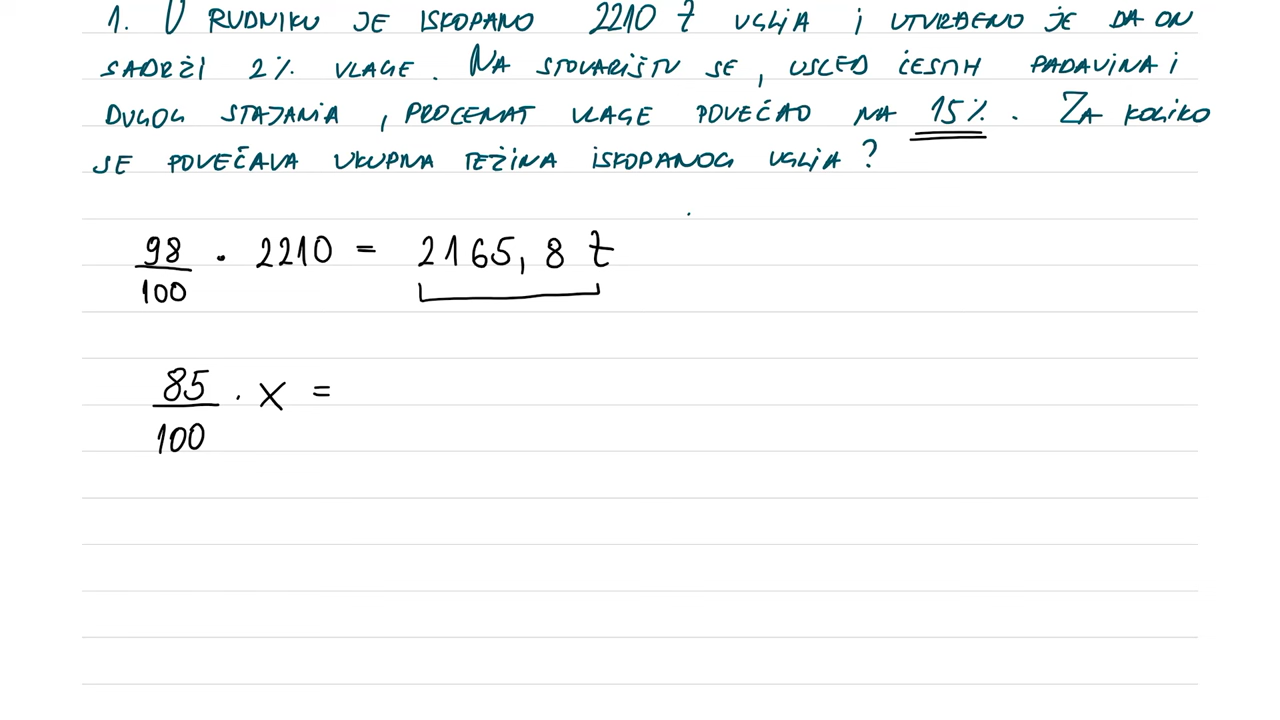 1. U RUDNIKU JE ISKOPANO 2210 t UGLJA I UTVRĐENO JE DA ON
SADRŽI 2% VLAGE. NA STOVARIŠTU SE, USLED ČESTIH PADAVINA I
DUGOG STAJANJA, PROCENAT VLAGE POVEĆAO NA 15%. ZA KOLIKO
SE POVEĆAVA UKUPNA TEŽINA ISKOPANOG UGLJA?
98/100 · 2210 = 2165,8 t
85/100 · x =